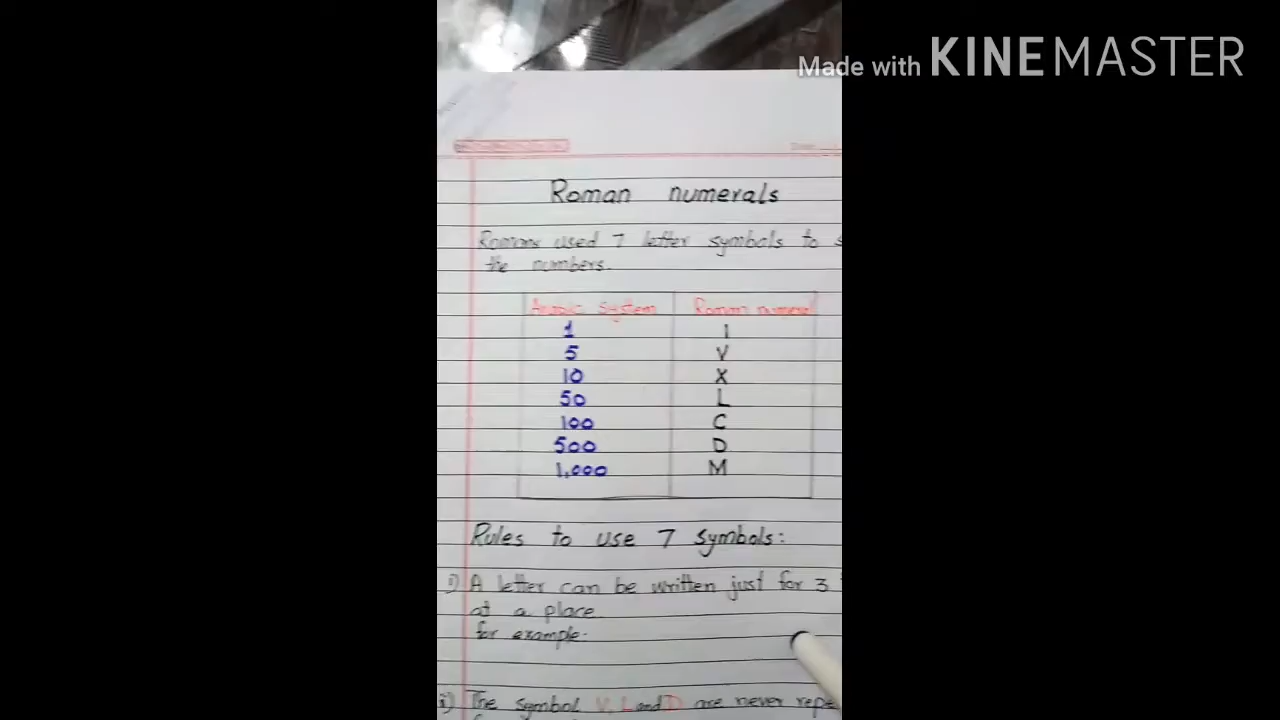 Made with KINEMASTER
Roman numerals
Romans used 7 letter symbols to s
the numbers.
Arabic system Roman numeral
1 I
5 V
10 X
50 L
100 C
500 D
1,000 M
Rules to use 7 symbols:
i) A letter can be written just for 3 t
at a place
for example.
ii) The symbol V, L and D are never repe